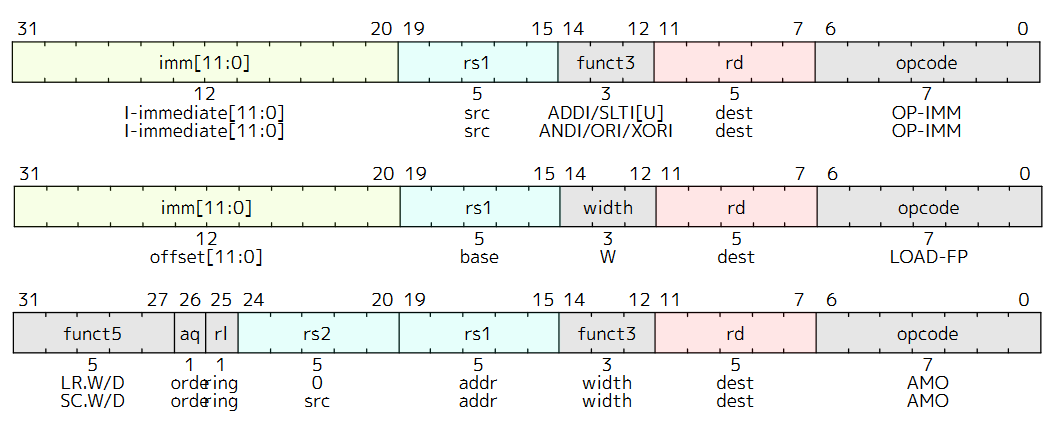 31 20 19 15 14 12 11 7 6 0
imm[11:0] rs1 funct3 rd opcode
12 5 3 5 7
I-immediate[11:0] src ADDI/SLTI[U] dest OP-IMM
I-immediate[11:0] src ANDI/ORI/XORI dest OP-IMM
31 20 19 15 14 12 11 7 6 0
imm[11:0] rs1 width rd opcode
12 5 3 5 7
offset[11:0] base W dest LOAD-FP
31 27 26 25 24 20 19 15 14 12 11 7 6 0
funct5 aq rl rs2 rs1 funct3 rd opcode
5 1 1 5 5 3 5 7
LR.W/D ordering 0 addr width dest AMO
SC.W/D ordering src addr width dest AMO